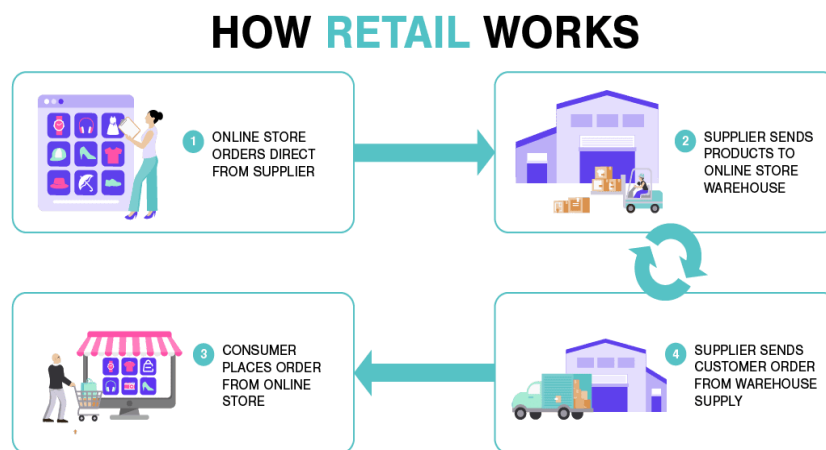 HOW RETAIL WORKS
1
ONLINE STORE
ORDERS DIRECT
FROM SUPPLIER
2
SUPPLIER SENDS
PRODUCTS TO
ONLINE STORE
WAREHOUSE
3
CONSUMER
PLACES ORDER
FROM ONLINE
STORE
4
SUPPLIER SENDS
CUSTOMER ORDER
FROM WAREHOUSE
SUPPLY